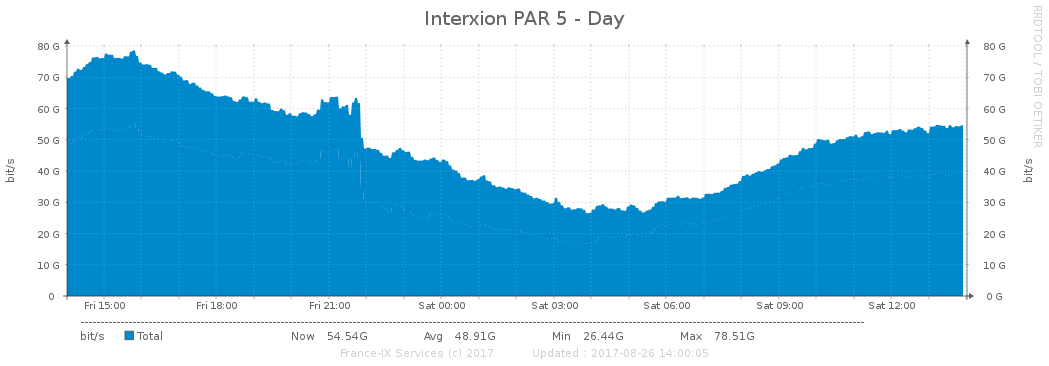 Interxion PAR 5 - Day
RRDTOOL / TOBI OETIKER
bit/s
80 G
70 G
60 G
50 G
40 G
30 G
20 G
10 G
0
80 G
70 G
60 G
50 G
40 G
30 G
20 G
10 G
0 G
bit/s
Fri 15:00 Fri 18:00 Fri 21:00 Sat 00:00 Sat 03:00 Sat 06:00 Sat 09:00 Sat 12:00
bit/s Total Now 54.54G Avg 48.91G Min 26.44G Max 78.51G
France-IX Services (c) 2017 Updated : 2017-08-26 14:00:05